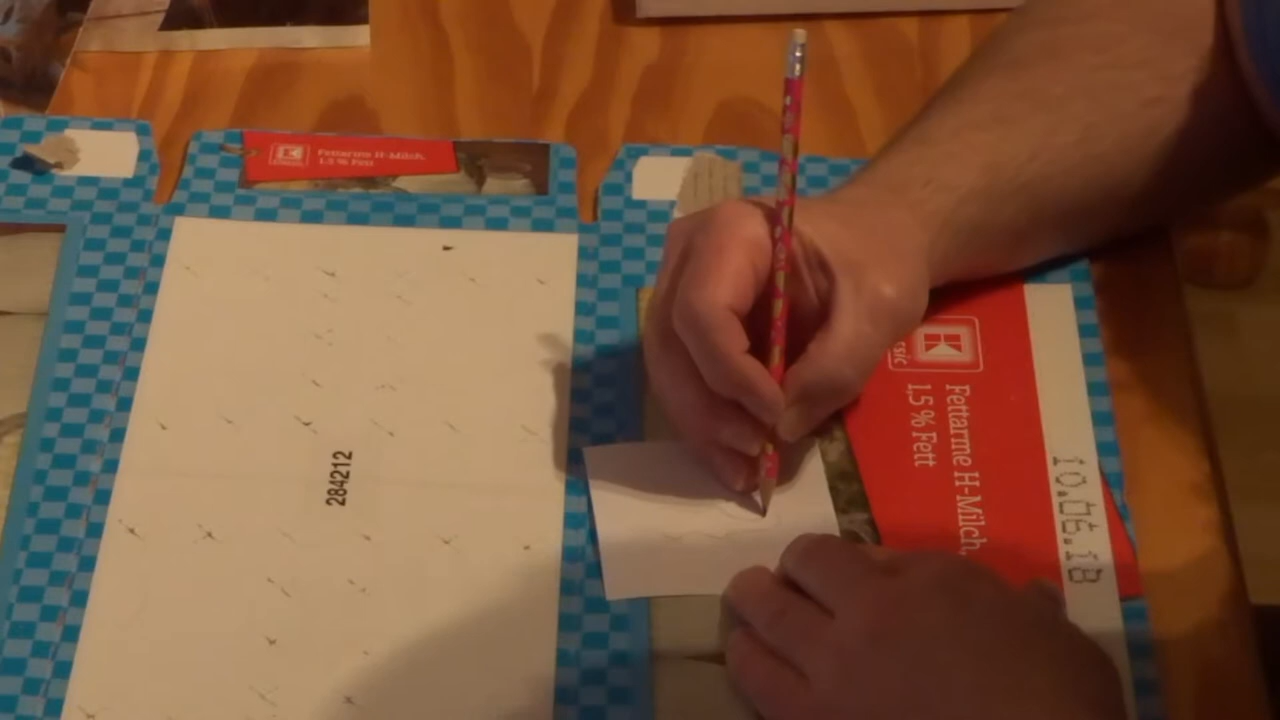 Fettarme H-Milch,
1.5 % Fett
284212
Fettarme H-Milch,
1,5 % Fett
10.06.18